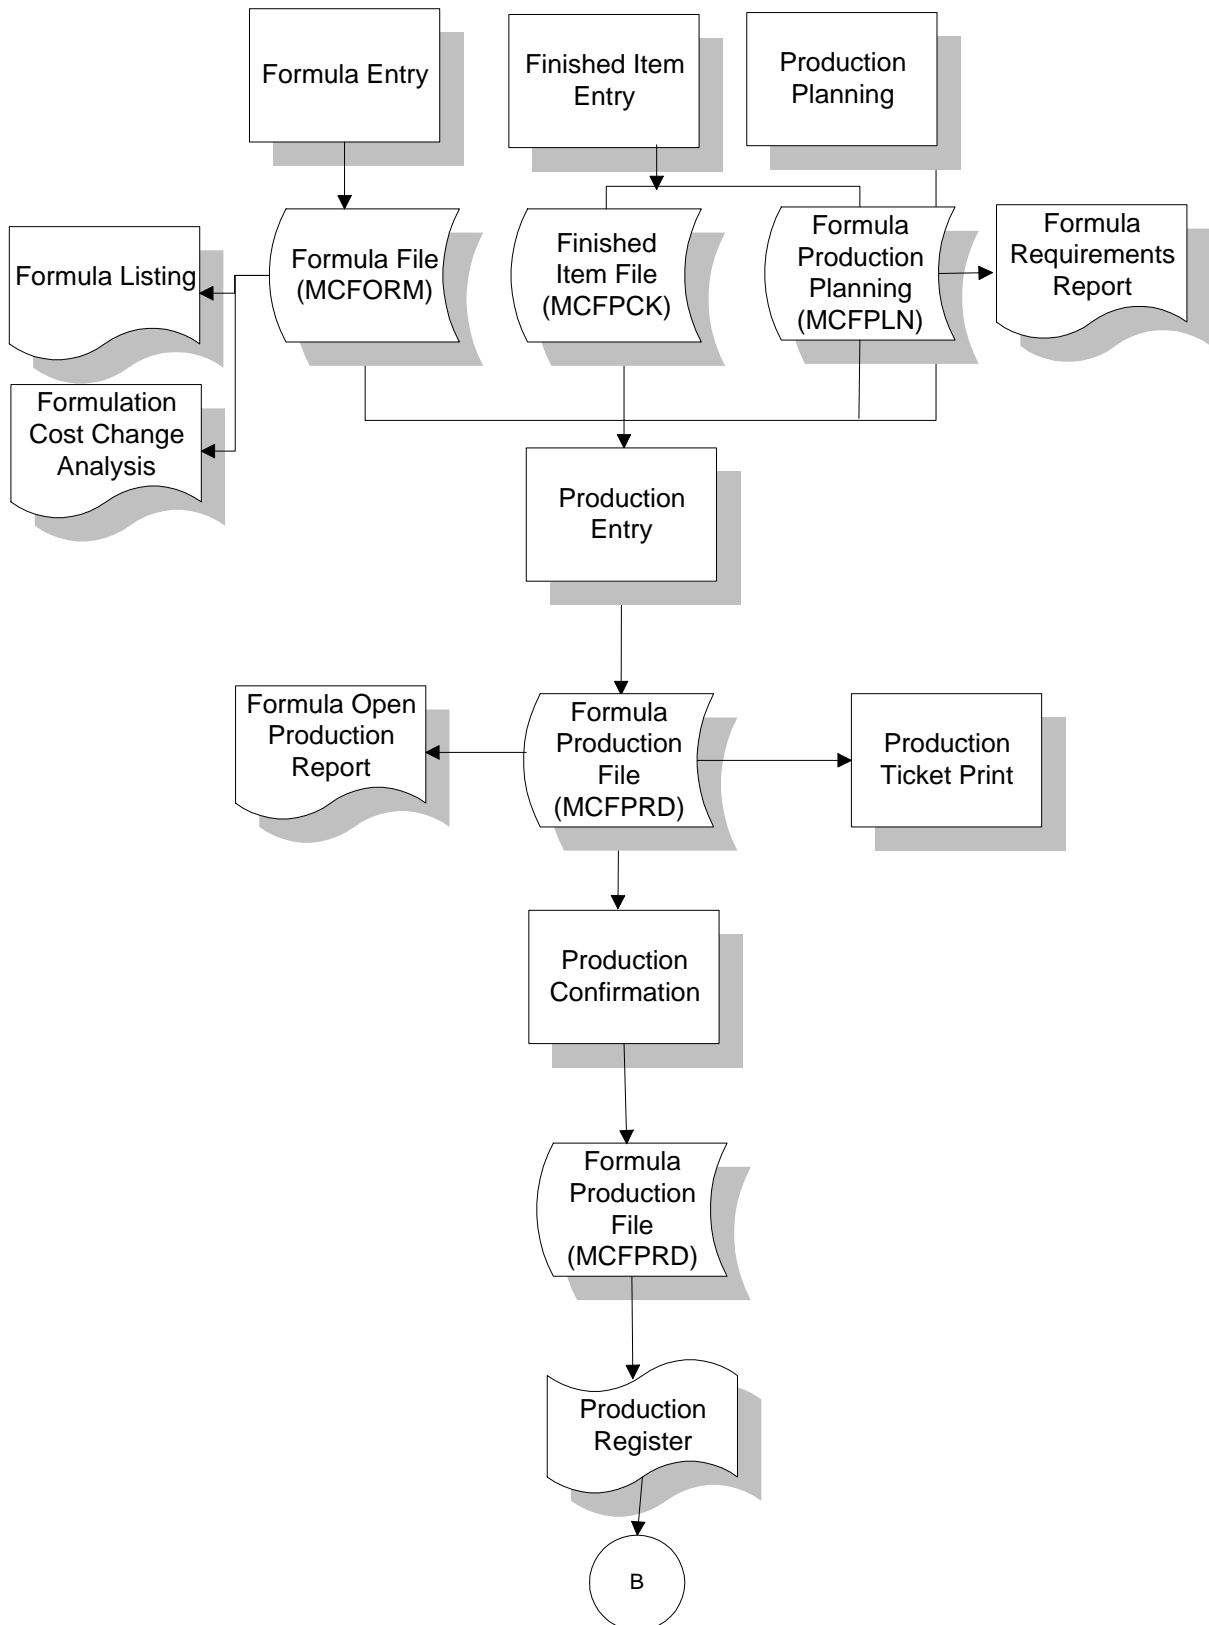 Formula Entry
Finished Item
Entry
Production
Planning
Formula Listing
Formula File
(MCFORM)
Finished
Item File
(MCFPCK)
Formula
Production
Planning
(MCFPLN)
Formula
Requirements
Report
Formulation
Cost Change
Analysis
Production
Entry
Formula Open
Production
Report
Formula
Production
File
(MCFPRD)
Production
Ticket Print
Production
Confirmation
Formula
Production
File
(MCFPRD)
Production
Register
B